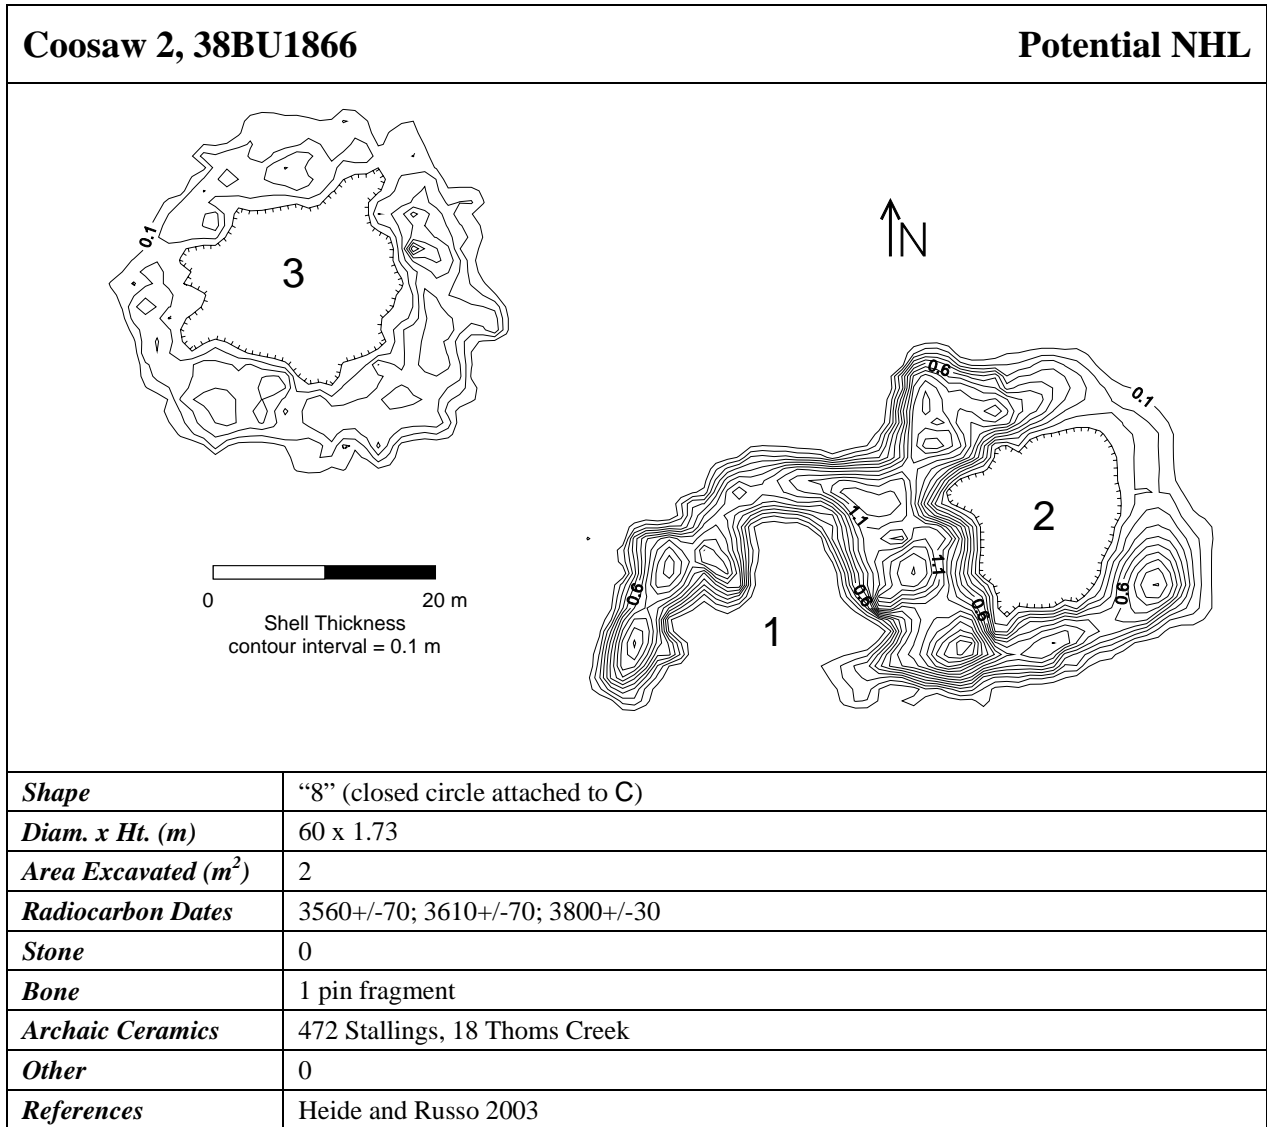 Coosaw 2, 38BU1866 Potential NHL
3
0.1
N
0.6
0.1
2
1.1
1.1
0.6
0.6
0.6
0.6
1
0 20 m
Shell Thickness
contour interval = 0.1 m
Shape “8” (closed circle attached to C)
Diam. x Ht. (m) 60 x 1.73
Area Excavated (m²) 2
Radiocarbon Dates 3560+/-70; 3610+/-70; 3800+/-30
Stone 0
Bone 1 pin fragment
Archaic Ceramics 472 Stallings, 18 Thoms Creek
Other 0
References Heide and Russo 2003